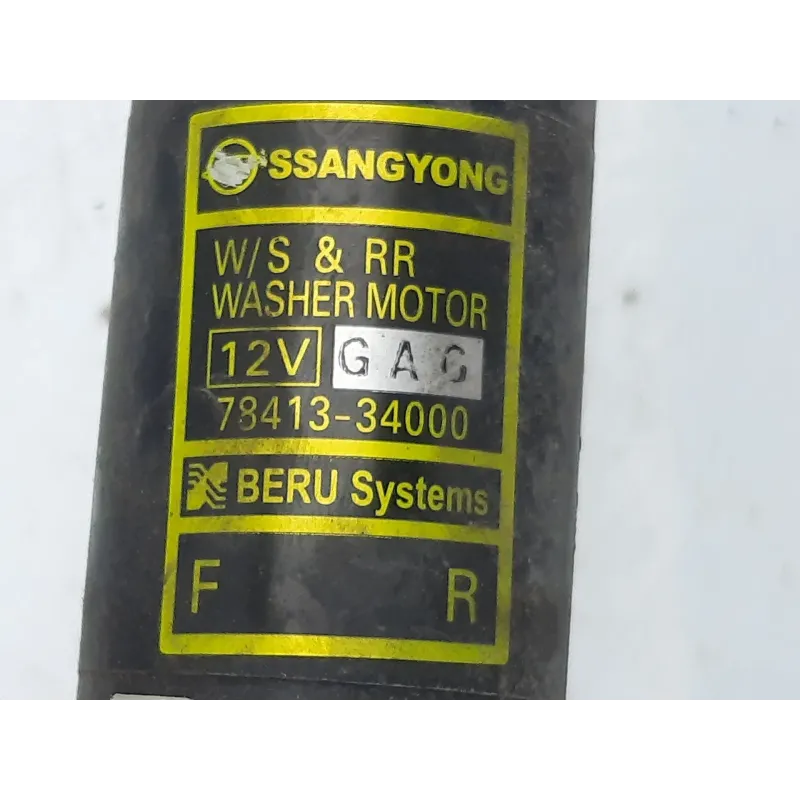 SSANGYONG
W/S & RR
WASHER MOTOR
12V GAG
78413-34000
BERU Systems
F R